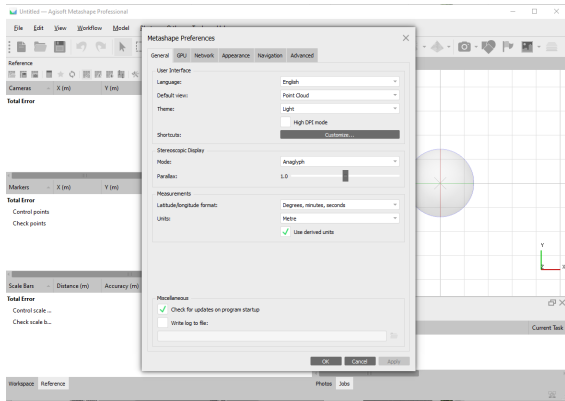 Untitled — Agisoft Metashape Professional
File Edit View Workflow Model
Reference
Cameras X (m) Y (m)
Total Error
Markers X (m) Y (m)
Total Error
Control points
Check points
Scale Bars Distance (m) Accuracy (m)
Total Error
Control scale ...
Check scale b...
Workspace Reference
Metashape Preferences
General GPU Network Appearance Navigation Advanced
User Interface
Language: English
Default view: Point Cloud
Theme: Light
High DPI mode
Shortcuts: Customize...
Stereoscopic Display
Mode: Anaglyph
Parallax: 1.0
Measurements
Latitude/longitude format: Degrees, minutes, seconds
Units: Metre
Use derived units
Miscellaneous
Check for updates on program startup
Write log to file:
OK Cancel Apply
Y
Z X
Current Task
Photos Jobs